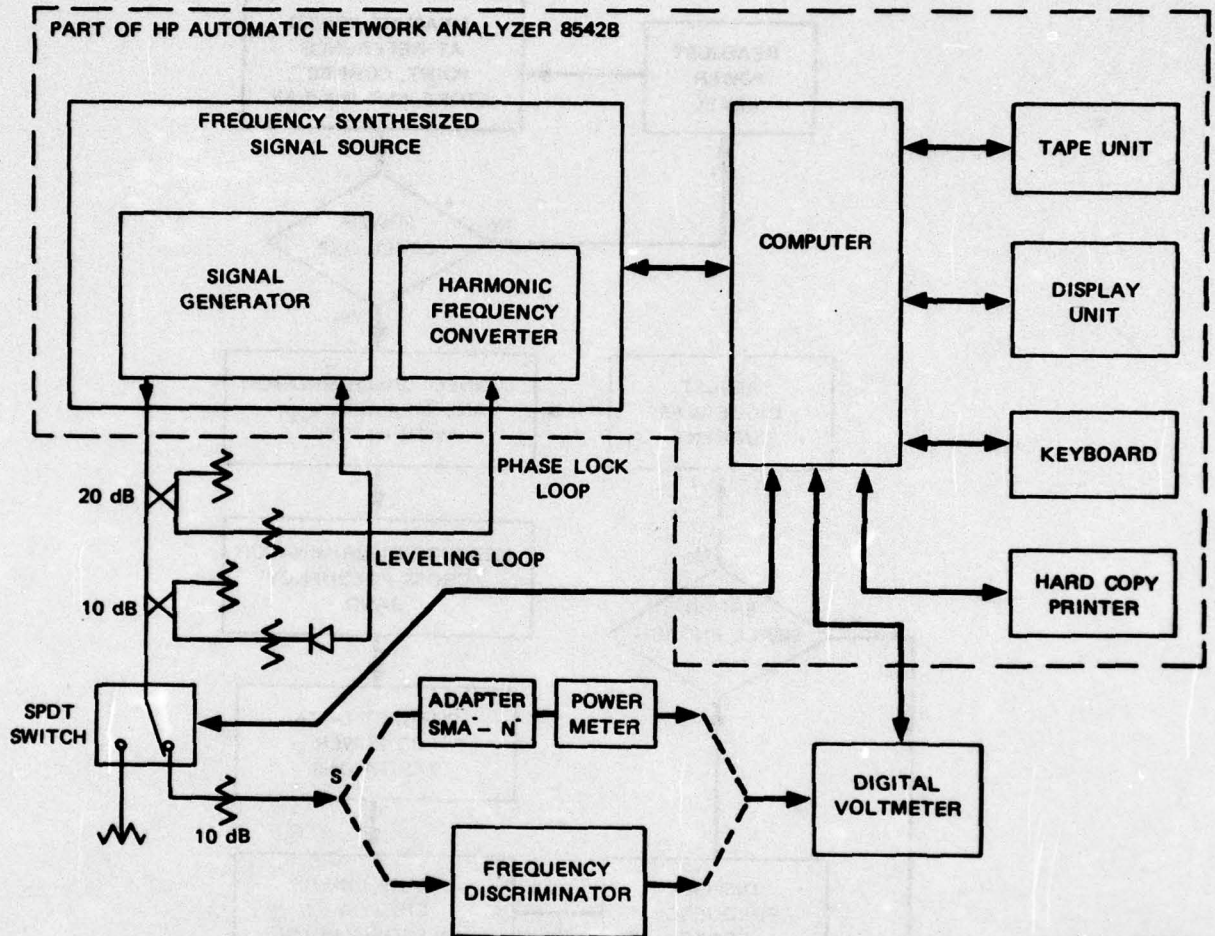 PART OF HP AUTOMATIC NETWORK ANALYZER 8542B
FREQUENCY SYNTHESIZED
SIGNAL SOURCE
SIGNAL
GENERATOR
HARMONIC
FREQUENCY
CONVERTER
COMPUTER
TAPE UNIT
DISPLAY
UNIT
KEYBOARD
HARD COPY
PRINTER
20 dB
PHASE LOCK
LOOP
LEVELING LOOP
10 dB
SPDT
SWITCH
10 dB
S
ADAPTER
SMA⁻ – N⁻
POWER
METER
FREQUENCY
DISCRIMINATOR
DIGITAL
VOLTMETER
READJUST
POWER